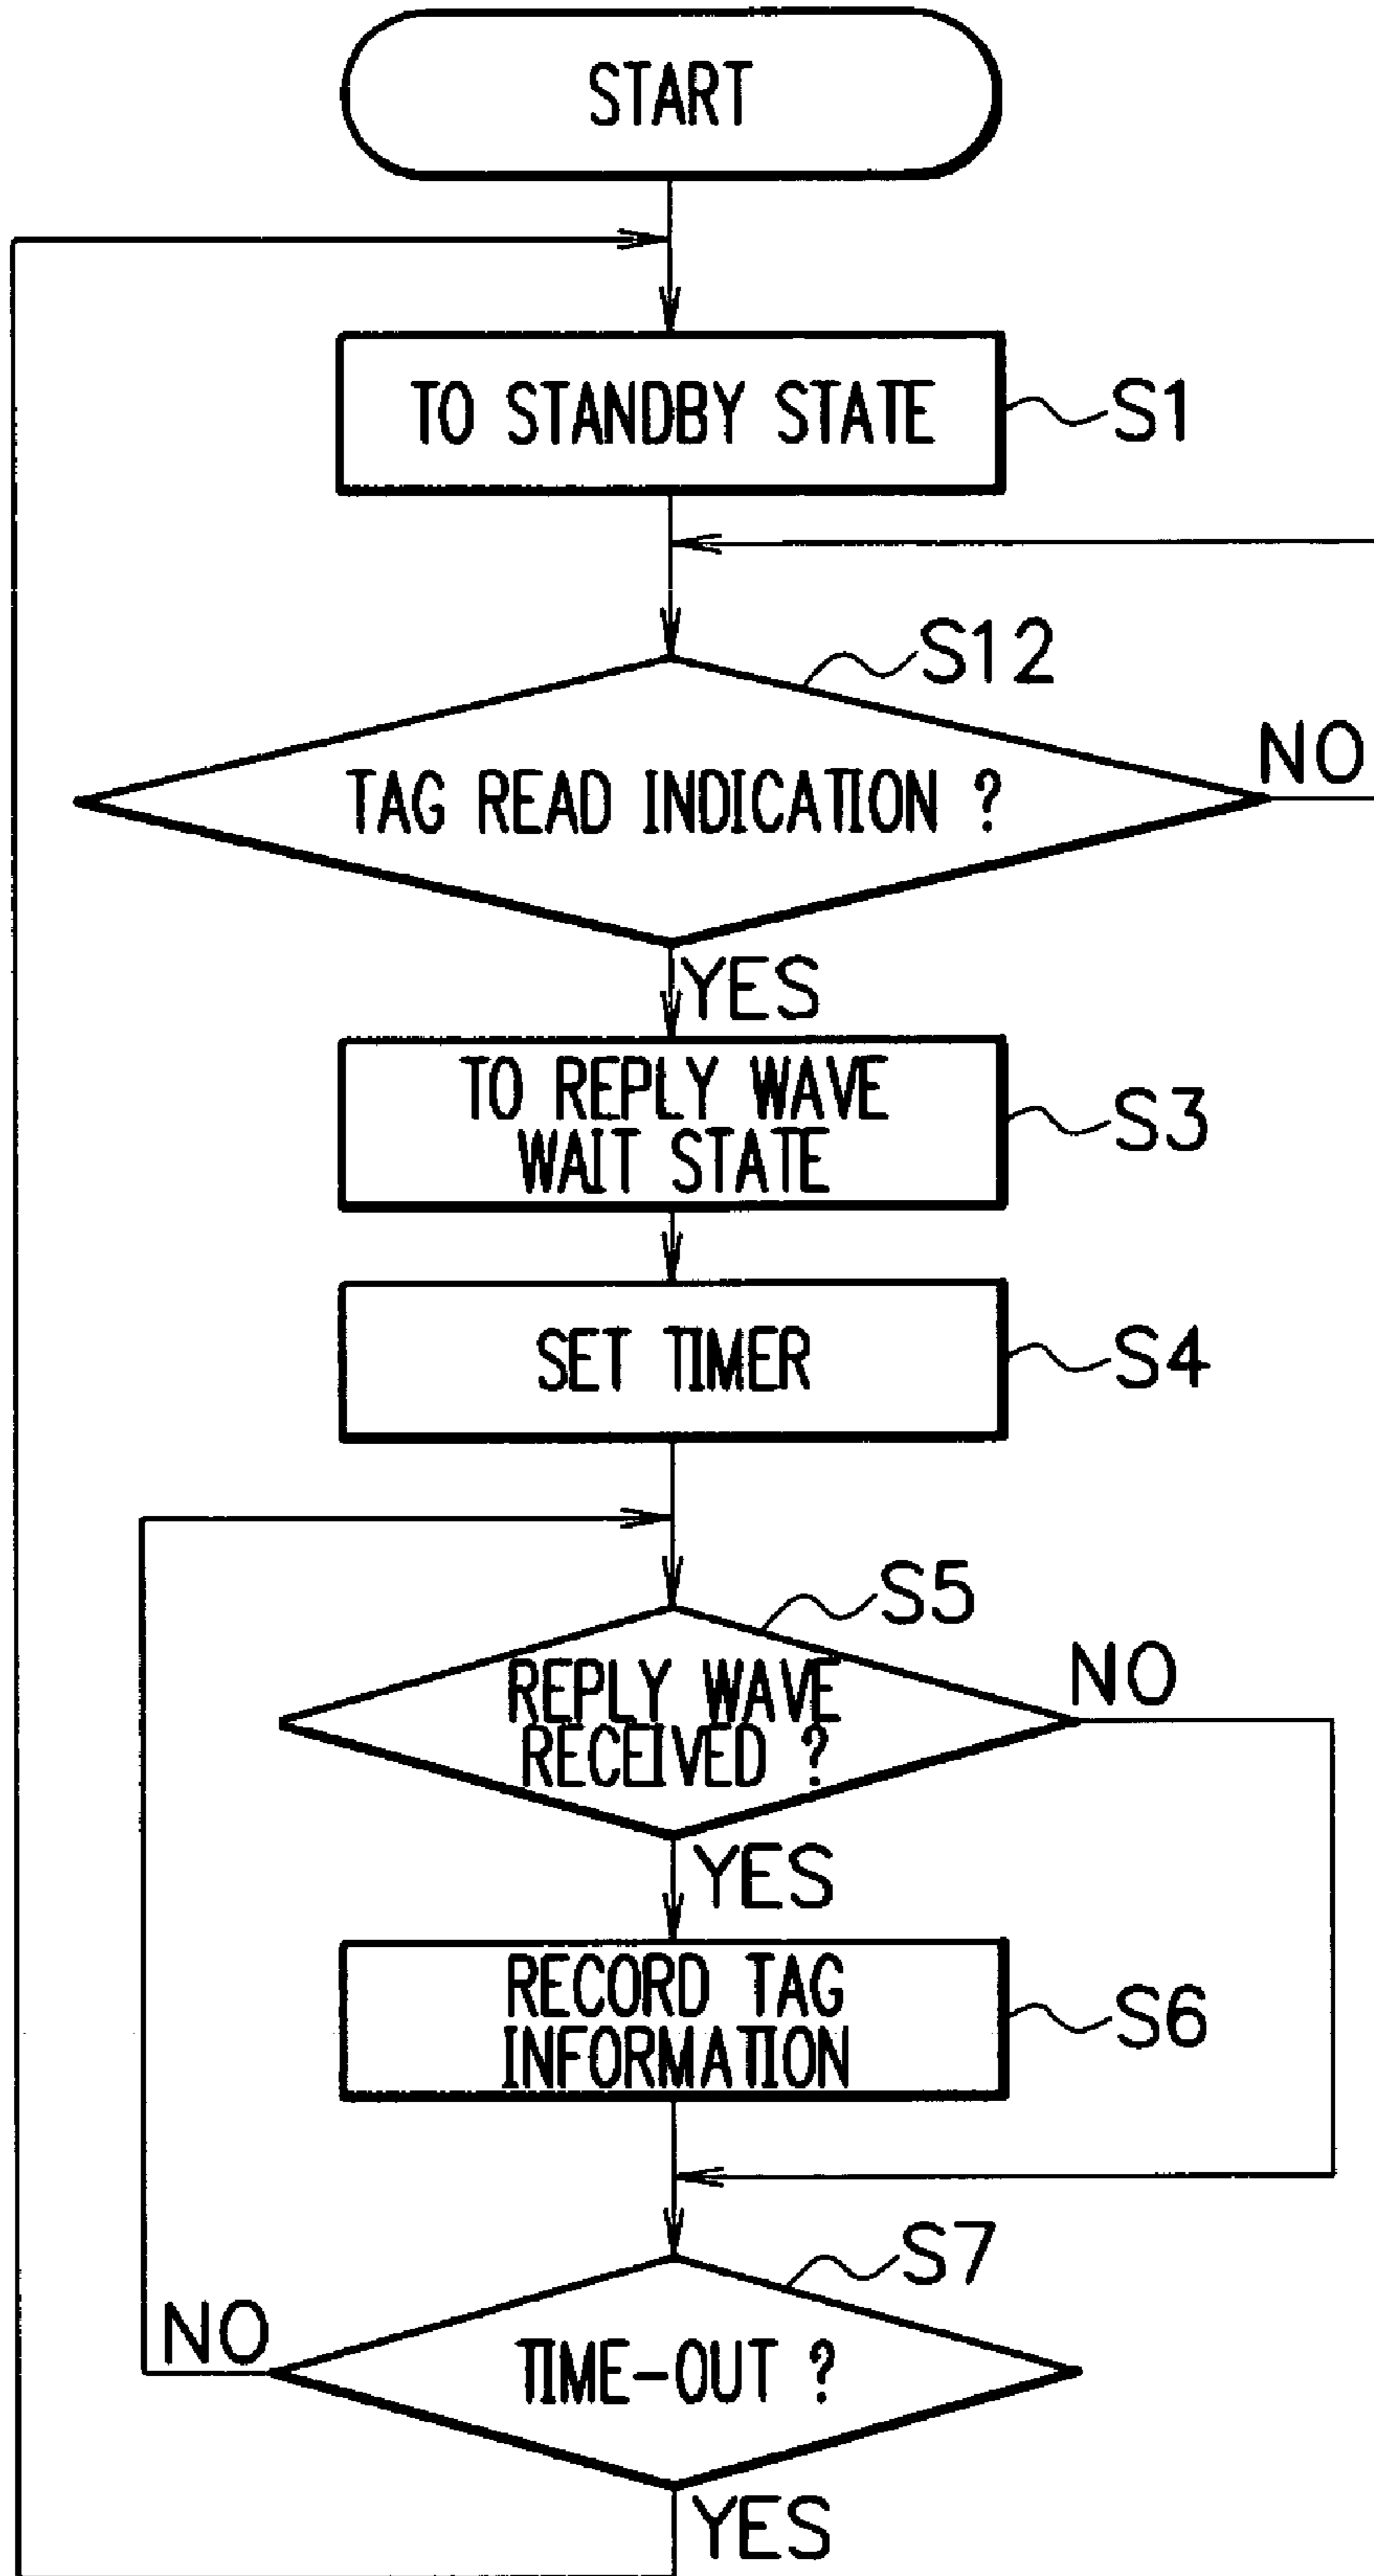 START
TO STANDBY STATE
S1
S12
TAG READ INDICATION ?
NO
YES
TO REPLY WAVE
WAIT STATE
S3
SET TIMER
S4
S5
REPLY WAVE
RECEIVED ?
NO
YES
RECORD TAG
INFORMATION
S6
S7
NO
TIME-OUT ?
YES